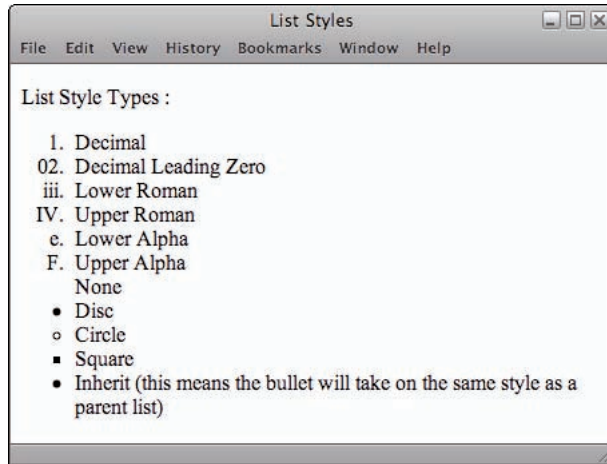 List Styles
File Edit View History Bookmarks Window Help
List Style Types :
1. Decimal
02. Decimal Leading Zero
iii. Lower Roman
IV. Upper Roman
e. Lower Alpha
F. Upper Alpha
None
• Disc
◦ Circle
▪ Square
• Inherit (this means the bullet will take on the same style as a
parent list)